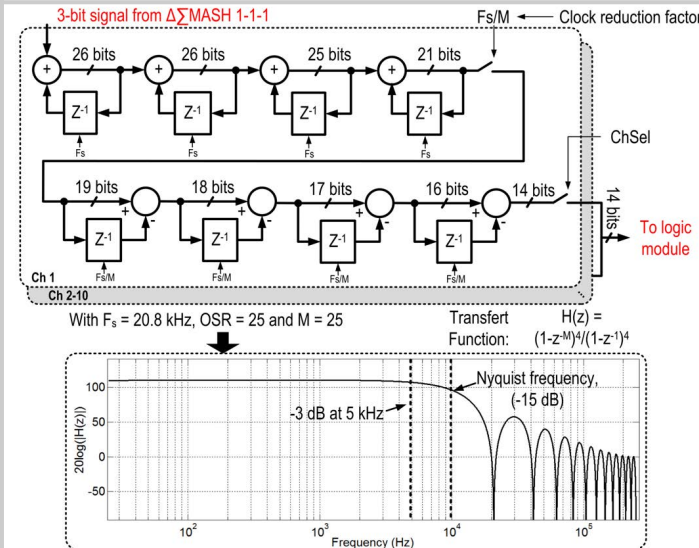 3-bit signal from Δ∑MASH 1-1-1
Fs/M
Clock reduction factor
26 bits
26 bits
25 bits
21 bits
+
+
+
+
Z-1
Z-1
Z-1
Z-1
Fs
Fs
Fs
Fs
ChSel
19 bits
18 bits
17 bits
16 bits
14 bits
14 bits
+
-
+
-
+
-
+
-
Z-1
Z-1
Z-1
Z-1
To logic
module
Fs/M
Fs/M
Fs/M
Fs/M
Ch 1
Ch 2-10
With Fs = 20.8 kHz, OSR = 25 and M = 25
Transfert
Function:
H(z) =
(1-z-M)4/(1-z-1)4
20log(|H(z)|)
100
50
0
-50
-3 dB at 5 kHz
Nyquist frequency,
(-15 dB)
102
103
104
105
Frequency (Hz)